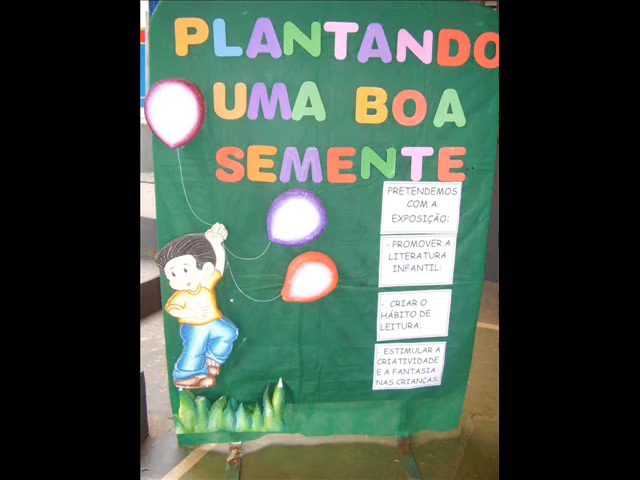 PLANTANDO
UMA BOA
SEMENTE
PRETENDEMOS
COM A
EXPOSIÇÃO:
- PROMOVER A
LITERATURA
INFANTIL:
- CRIAR O
HÁBITO DE
LEITURA;
- ESTIMULAR A
CRIATIVIDADE
E A FANTASIA
NAS CRIANÇAS.